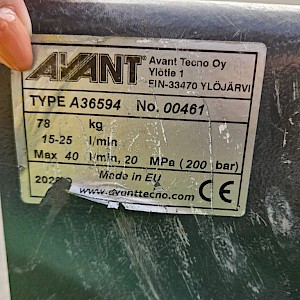 AVANT® Avant Tecno Oy
Ylötie 1
FIN-33470 YLÖJÄRVI
TYPE A36594 No. 00461
78 kg
15-25 l/min
Max 40 l/min, 20 MPa (200 bar)
Made in EU
www.avanttecno.com CE